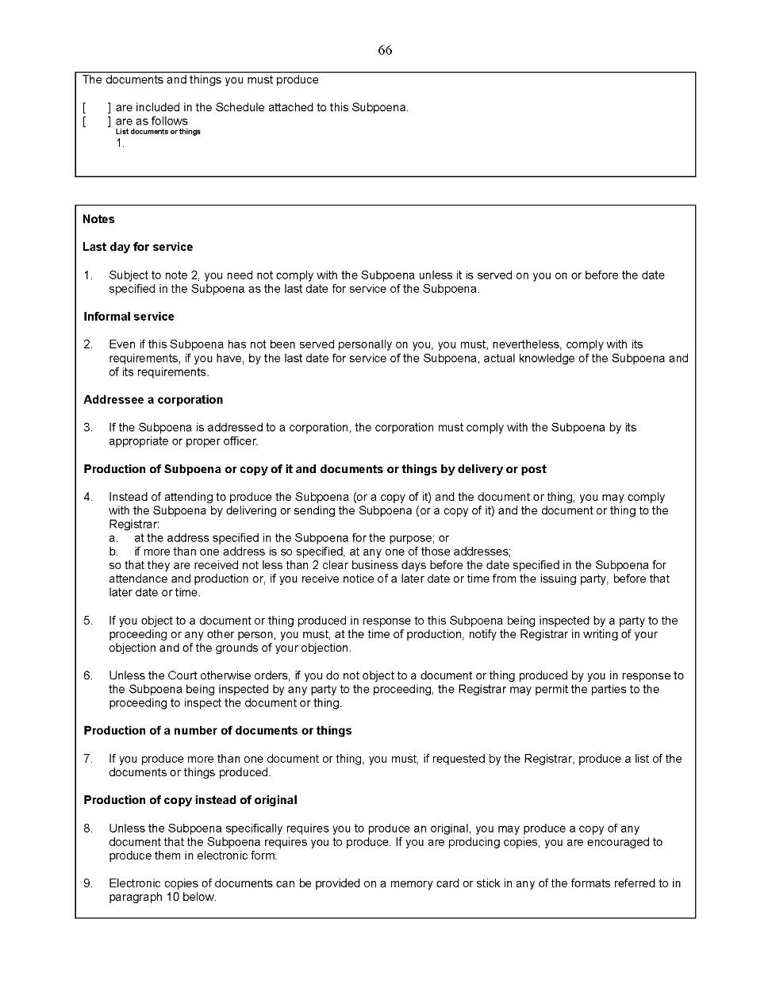 66
The documents and things you must produce
[ ] are included in the Schedule attached to this Subpoena.
[ ] are as follows
List documents or things
1.
Notes
Last day for service
1. Subject to note 2, you need not comply with the Subpoena unless it is served on you on or before the date
specified in the Subpoena as the last date for service of the Subpoena.
Informal service
2. Even if this Subpoena has not been served personally on you, you must, nevertheless, comply with its
requirements, if you have, by the last date for service of the Subpoena, actual knowledge of the Subpoena and
of its requirements.
Addressee a corporation
3. If the Subpoena is addressed to a corporation, the corporation must comply with the Subpoena by its
appropriate or proper officer.
Production of Subpoena or copy of it and documents or things by delivery or post
4. Instead of attending to produce the Subpoena (or a copy of it) and the document or thing, you may comply
with the Subpoena by delivering or sending the Subpoena (or a copy of it) and the document or thing to the
Registrar:
a. at the address specified in the Subpoena for the purpose; or
b. if more than one address is so specified, at any one of those addresses;
so that they are received not less than 2 clear business days before the date specified in the Subpoena for
attendance and production or, if you receive notice of a later date or time from the issuing party, before that
later date or time.
5. If you object to a document or thing produced in response to this Subpoena being inspected by a party to the
proceeding or any other person, you must, at the time of production, notify the Registrar in writing of your
objection and of the grounds of your objection.
6. Unless the Court otherwise orders, if you do not object to a document or thing produced by you in response to
the Subpoena being inspected by any party to the proceeding, the Registrar may permit the parties to the
proceeding to inspect the document or thing.
Production of a number of documents or things
7. If you produce more than one document or thing, you must, if requested by the Registrar, produce a list of the
documents or things produced.
Production of copy instead of original
8. Unless the Subpoena specifically requires you to produce an original, you may produce a copy of any
document that the Subpoena requires you to produce. If you are producing copies, you are encouraged to
produce them in electronic form.
9. Electronic copies of documents can be provided on a memory card or stick in any of the formats referred to in
paragraph 10 below.